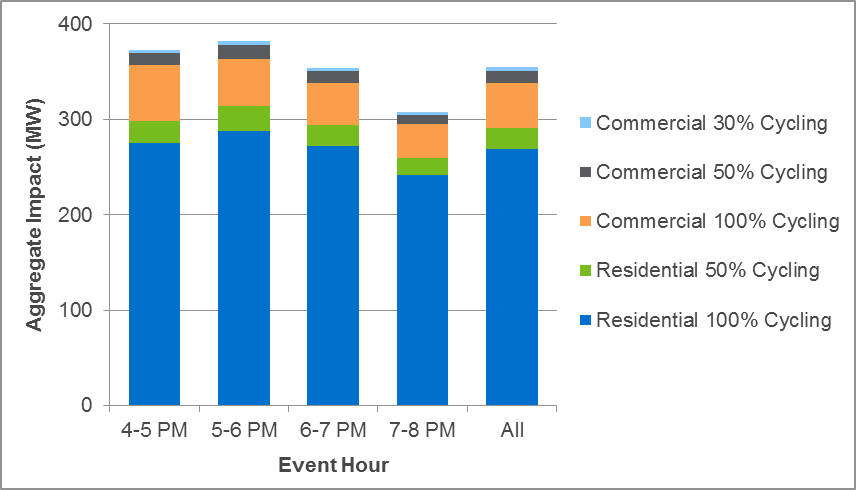 Aggregate Impact (MW)
400
300
200
100
0
4-5 PM
5-6 PM
6-7 PM
7-8 PM
All
Event Hour
Commercial 30% Cycling
Commercial 50% Cycling
Commercial 100% Cycling
Residential 50% Cycling
Residential 100% Cycling